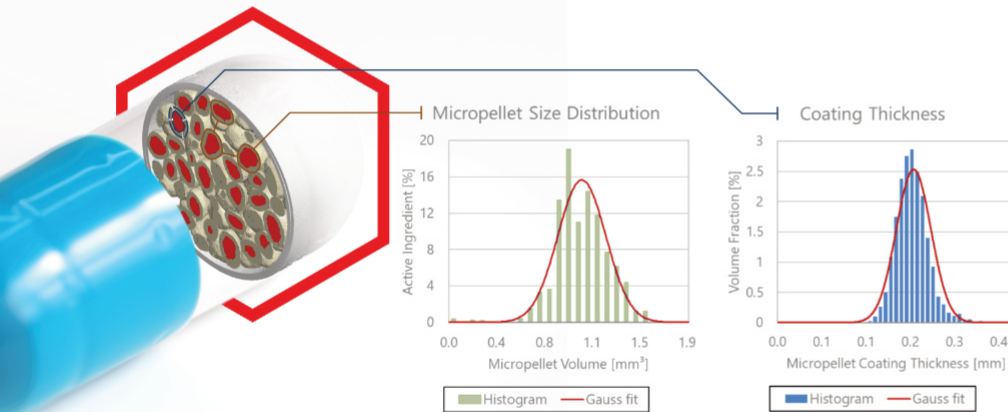 Micropellet Size Distribution
Active Ingredient [%]
20
16
12
8
4
0
0.0 0.4 0.8 1.1 1.5 1.9
Micropellet Volume [mm³]
Histogram Gauss fit
Coating Thickness
Volume Fraction [%]
3
2.5
2
1.5
1
0.5
0
0.0 0.1 0.2 0.3 0.4
Micropellet Coating Thickness [mm]
Histogram Gauss fit